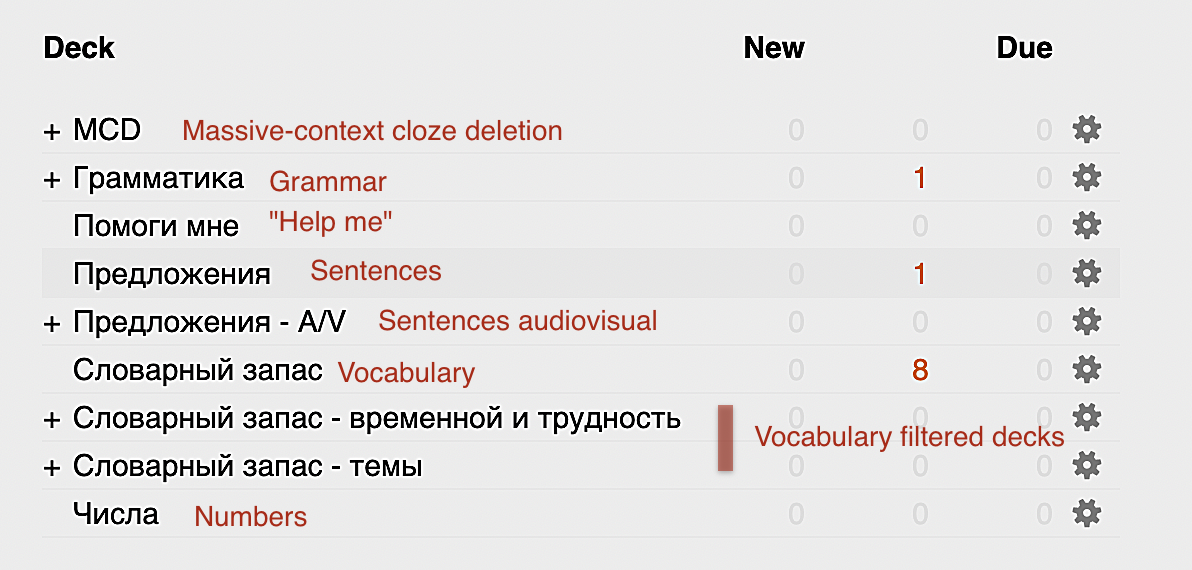 Deck New Due
+ MCD Massive-context cloze deletion 0 0 0
+ Грамматика Grammar 0 1 0
Помоги мне "Help me" 0 0 0
Предложения Sentences 0 1 0
+ Предложения - A/V Sentences audiovisual 0 0 0
Словарный запас Vocabulary 0 8 0
+ Словарный запас - временной и трудность 0 0 0
Vocabulary filtered decks
+ Словарный запас - темы 0 0 0
Числа Numbers 0 0 0